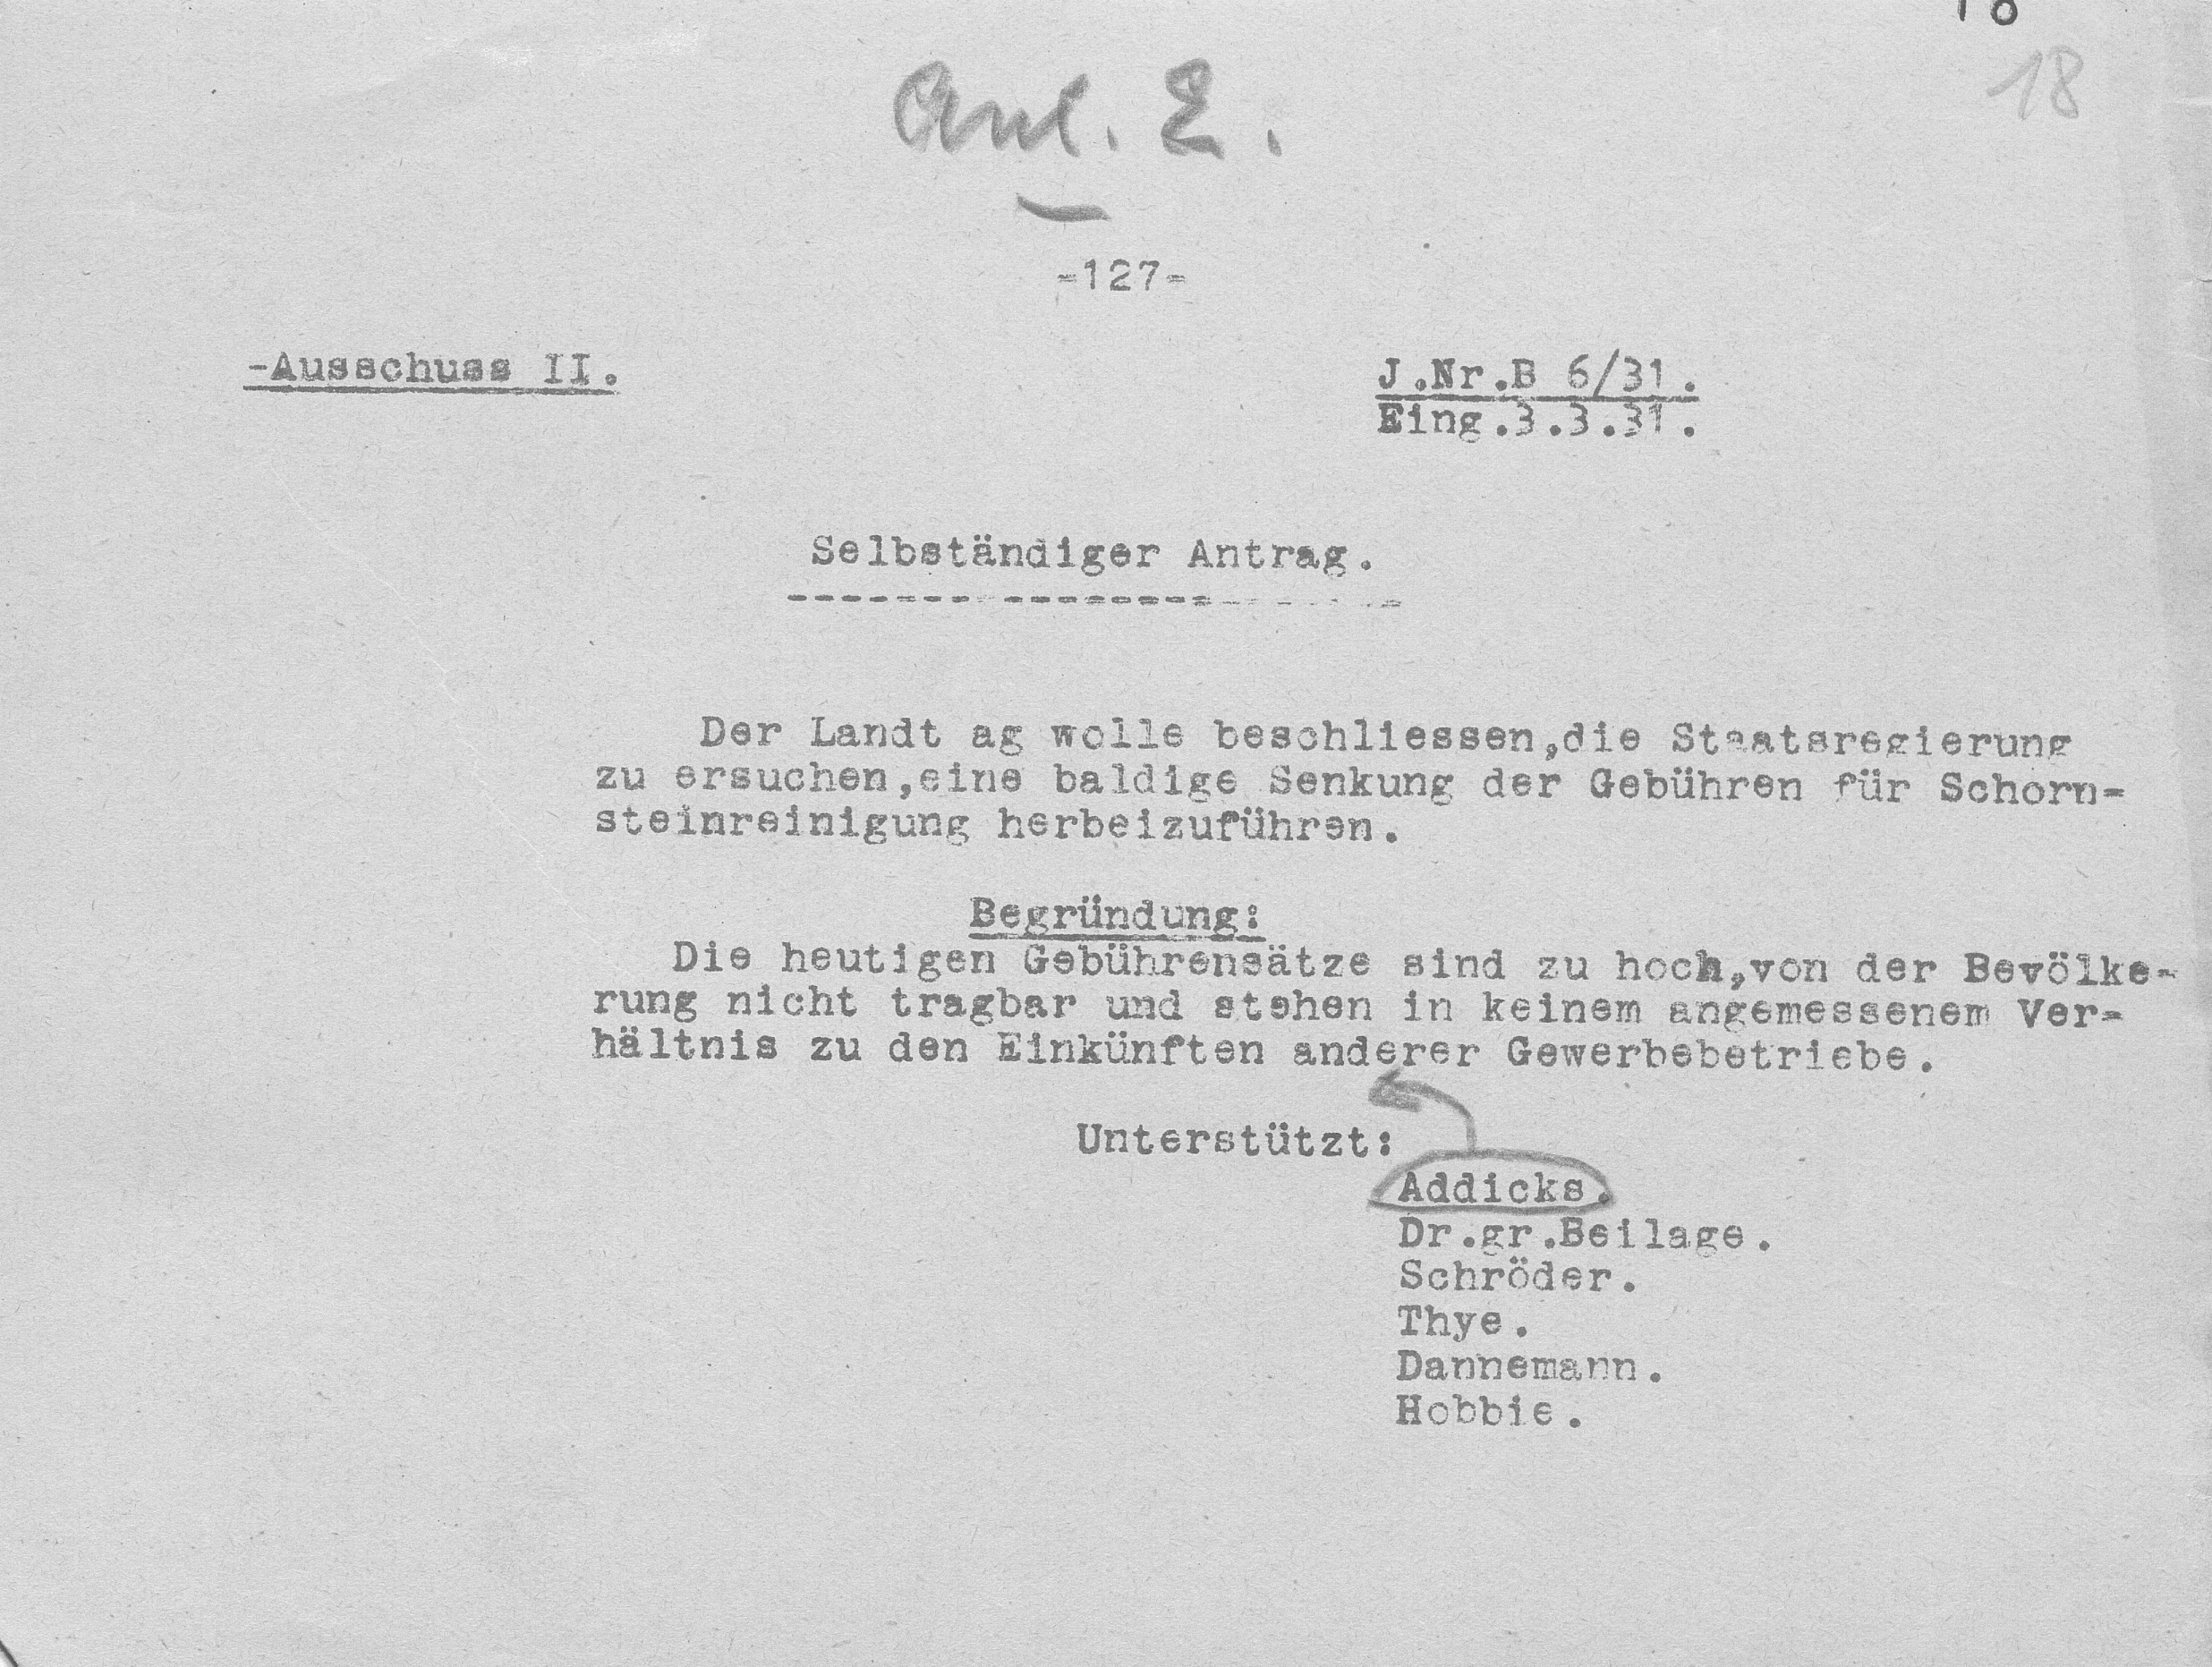 18
18
Anl. 2.
-127-
-Ausschuss II.
J.Nr.B 6/31.
Eing.3.3.31.
Selbständiger Antrag.
Der Landt ag wolle beschliessen,die Staatsregierung
zu ersuchen,eine baldige Senkung der Gebühren für Schorn-
steinreinigung herbeizuführen.
Begründung:
Die heutigen Gebührensätze sind zu hoch,von der Bevölke-
rung nicht tragbar und stehen in keinem angemessenem Ver-
hältnis zu den Einkünften anderer Gewerbebetriebe.
Unterstützt:
Addicks.
Dr.gr.Beilage.
Schröder.
Thye.
Dannemann.
Hobbie.